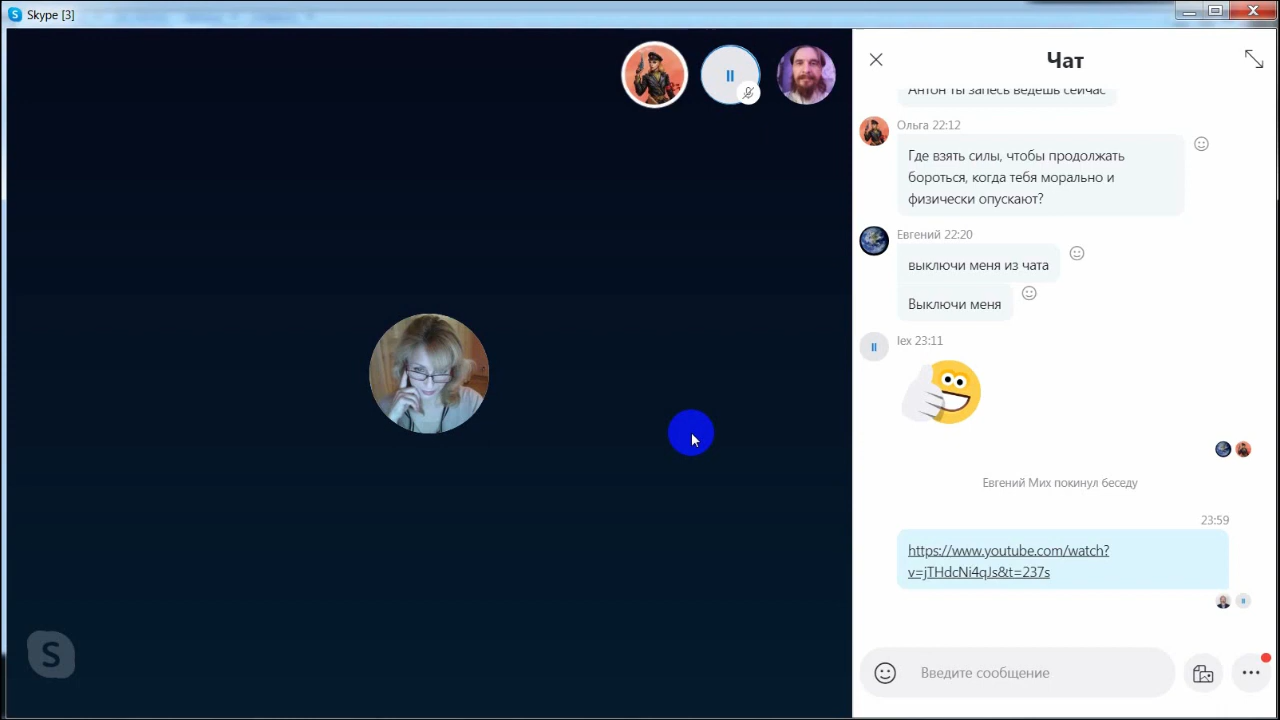 Skype [3]
Чат
Антон ты запесь ведешь сейчас
Ольга 22:12
Где взять силы, чтобы продолжать
бороться, когда тебя морально и
физически опускают?
Евгений 22:20
выключи меня из чата
Выключи меня
lex 23:11
Евгений Мих покинул беседу
23:59
https://www.youtube.com/watch?
v=jTHdcNi4qJs&t=237s
Введите сообщение